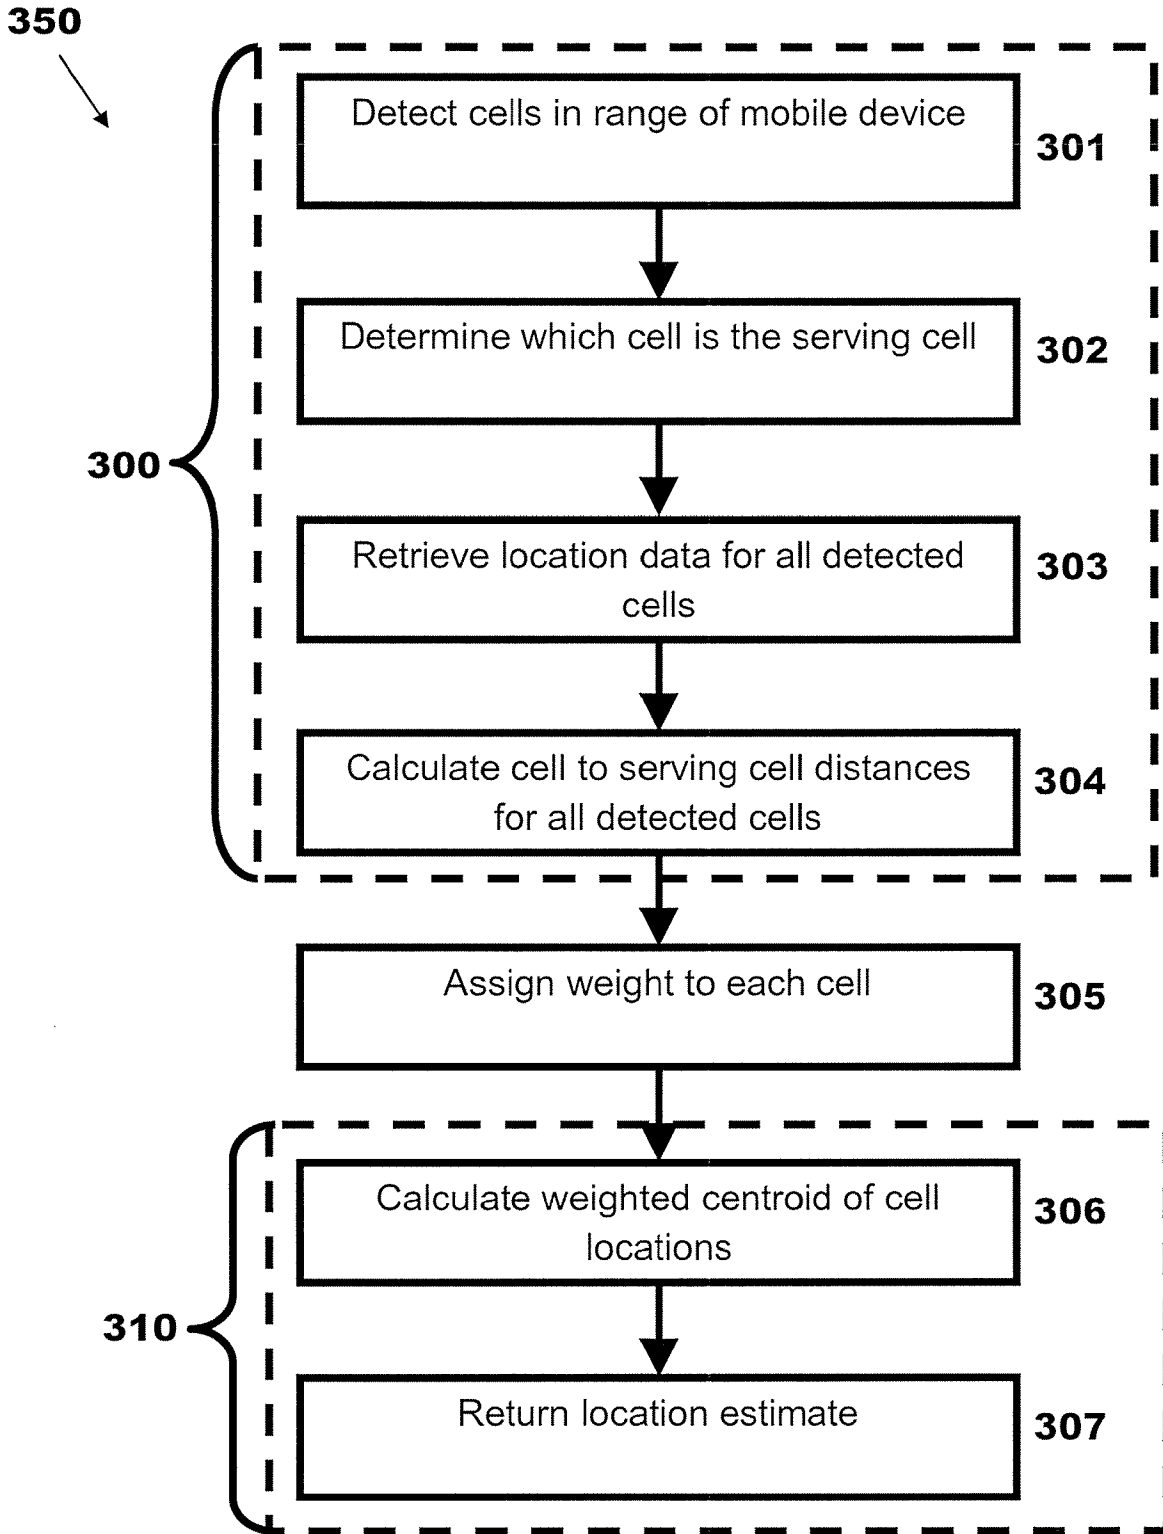 350
Detect cells in range of mobile device
301
Determine which cell is the serving cell
302
300
Retrieve location data for all detected
cells
303
Calculate cell to serving cell distances
for all detected cells
304
Assign weight to each cell
305
Calculate weighted centroid of cell
locations
306
310
Return location estimate
307